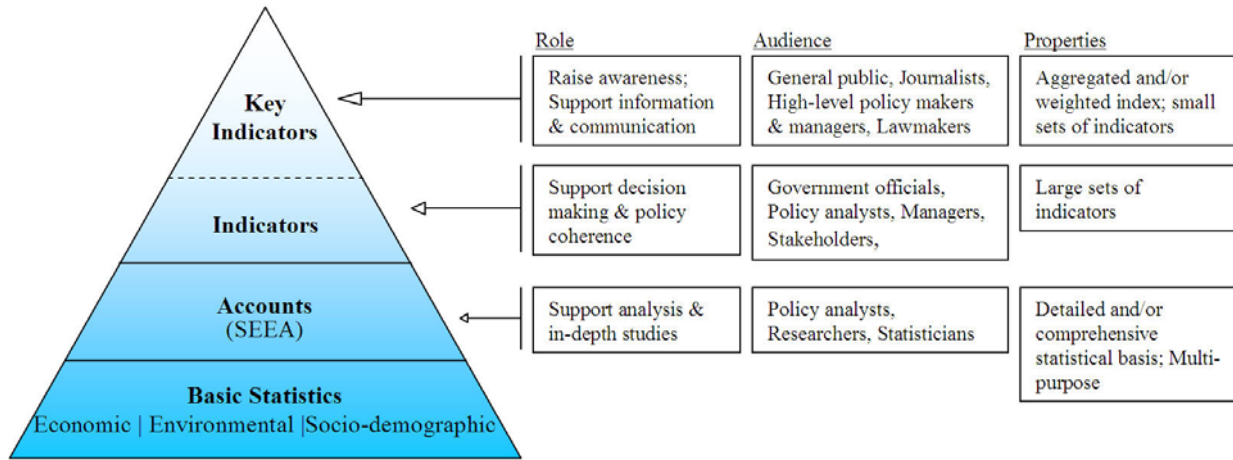 Key
Indicators
Indicators
Accounts
(SEEA)
Basic Statistics
Economic | Environmental |Socio-demographic
Role
Audience
Properties
Raise awareness;
Support information
& communication
General public, Journalists,
High-level policy makers
& managers, Lawmakers
Aggregated and/or
weighted index; small
sets of indicators
Support decision
making & policy
coherence
Government officials,
Policy analysts, Managers,
Stakeholders,
Large sets of
indicators
Support analysis &
in-depth studies
Policy analysts,
Researchers, Statisticians
Detailed and/or
comprehensive
statistical basis; Multi-
purpose